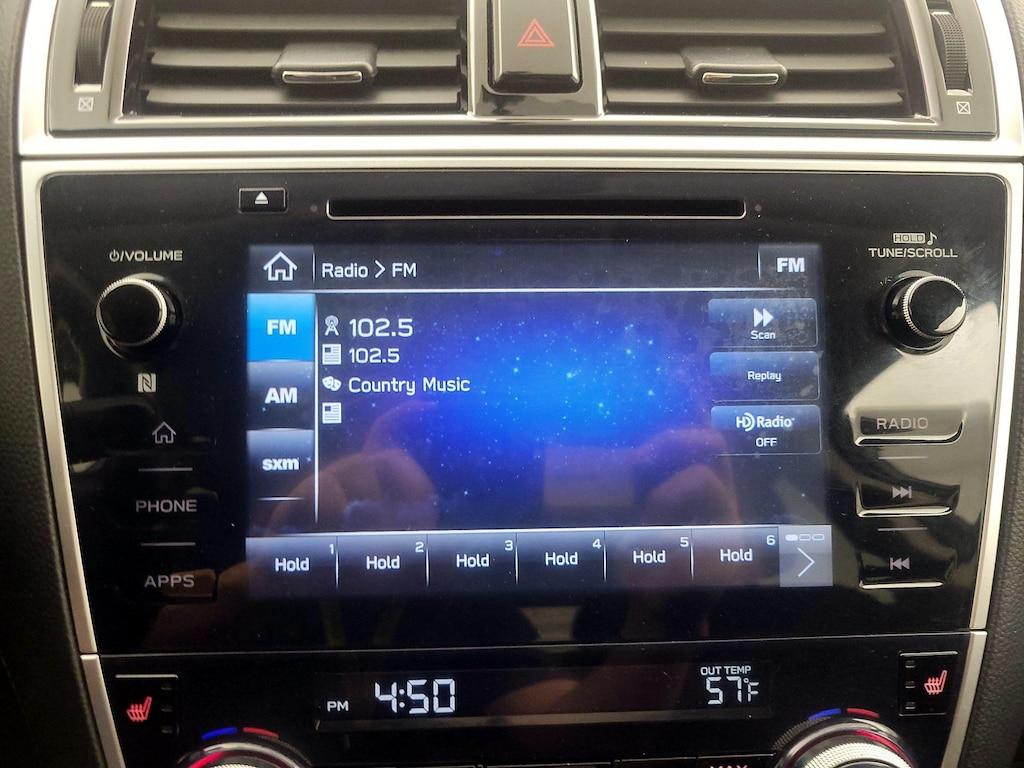 ⏻/VOLUME
HOLD♪
TUNE/SCROLL
Radio > FM
FM
FM
102.5
Scan
102.5
AM
Country Music
Replay
HD Radio
OFF
sxm
RADIO
PHONE
APPS
Hold 1
Hold 2
Hold 3
Hold 4
Hold 5
Hold 6
OUT TEMP
PM 4:50
57°F
MAX